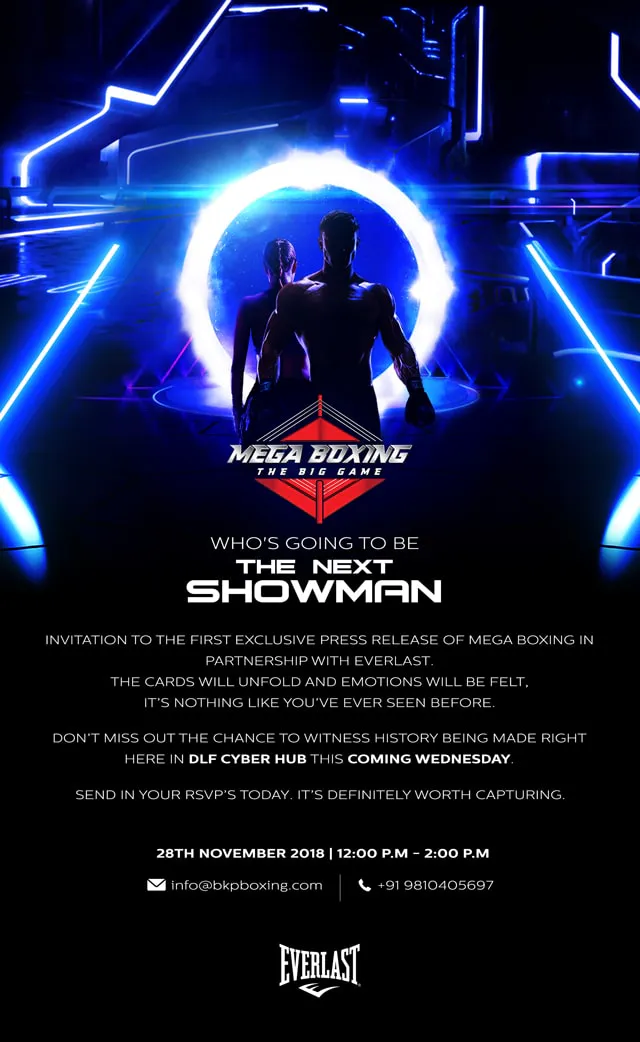 MEGA BOXING
THE BIG GAME
WHO'S GOING TO BE
THE NEXT
SHOWMAN
INVITATION TO THE FIRST EXCLUSIVE PRESS RELEASE OF MEGA BOXING IN
PARTNERSHIP WITH EVERLAST.
THE CARDS WILL UNFOLD AND EMOTIONS WILL BE FELT,
IT'S NOTHING LIKE YOU'VE EVER SEEN BEFORE.
DON'T MISS OUT THE CHANCE TO WITNESS HISTORY BEING MADE RIGHT
HERE IN DLF CYBER HUB THIS COMING WEDNESDAY.
SEND IN YOUR RSVP'S TODAY. IT'S DEFINITELY WORTH CAPTURING.
28TH NOVEMBER 2018 | 12:00 P.M - 2:00 P.M
info@bkpboxing.com | +91 9810405697
EVERLAST